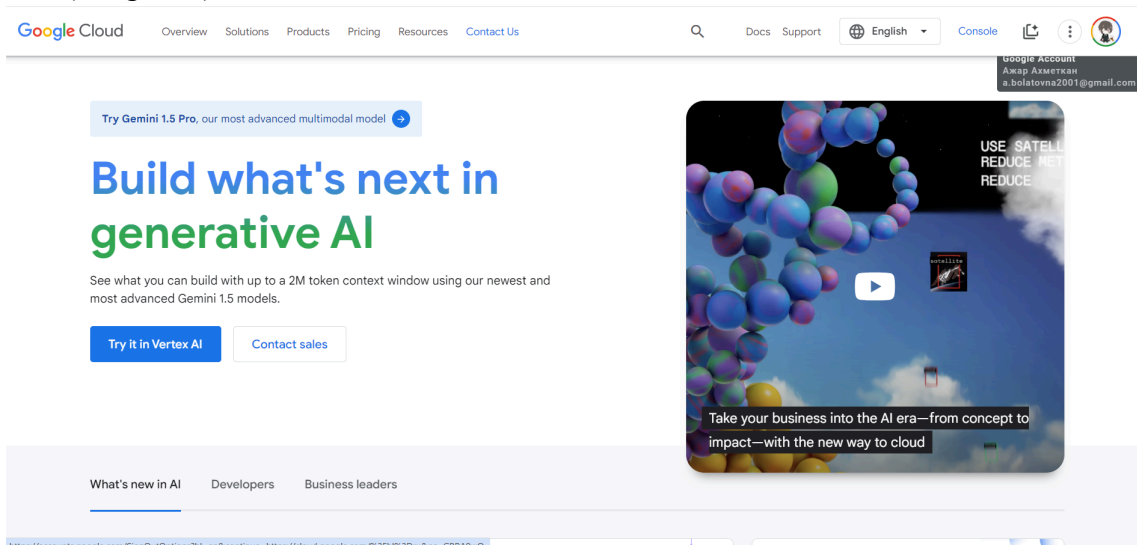 Google Cloud
Overview Solutions Products Pricing Resources Contact Us
Docs Support English Console
Google Account
Ажар Ахметкан
a.bolatovna2001@gmail.com
Try Gemini 1.5 Pro, our most advanced multimodal model
Build what's next in
generative AI
See what you can build with up to a 2M token context window using our newest and
most advanced Gemini 1.5 models.
Try it in Vertex AI Contact sales
USE SATELL
REDUCE MET
REDUCE
satellite
Take your business into the AI era—from concept to
impact—with the new way to cloud
What's new in AI Developers Business leaders